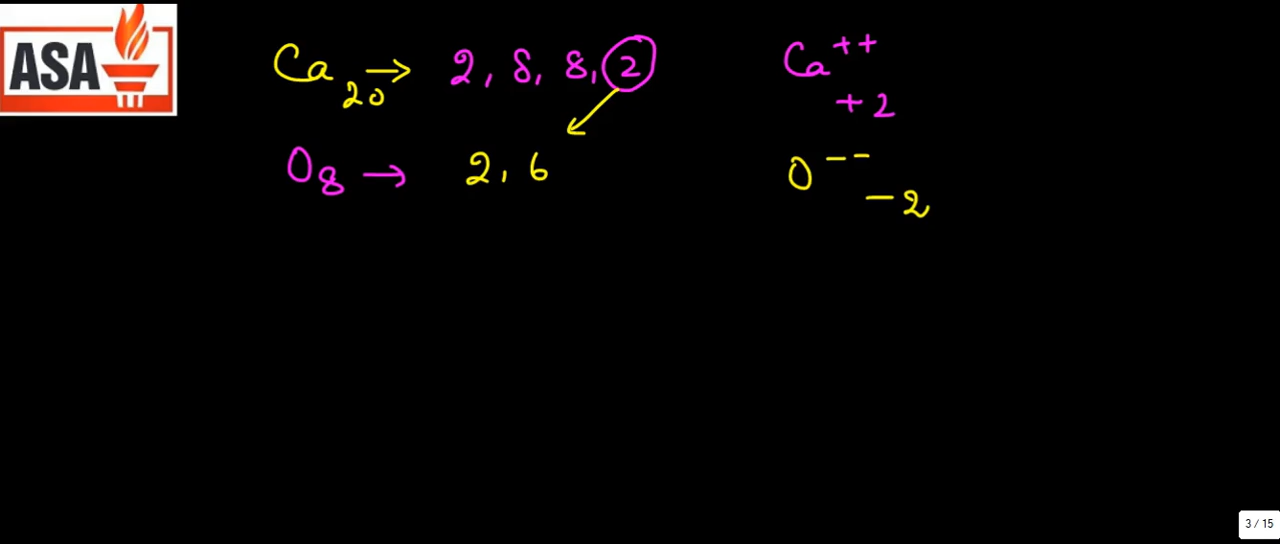 ASA
Ca₂₀ → 2, 8, 8, 2 Ca⁺⁺
+2
O₈ → 2, 6 O⁻⁻
-2
3 / 15